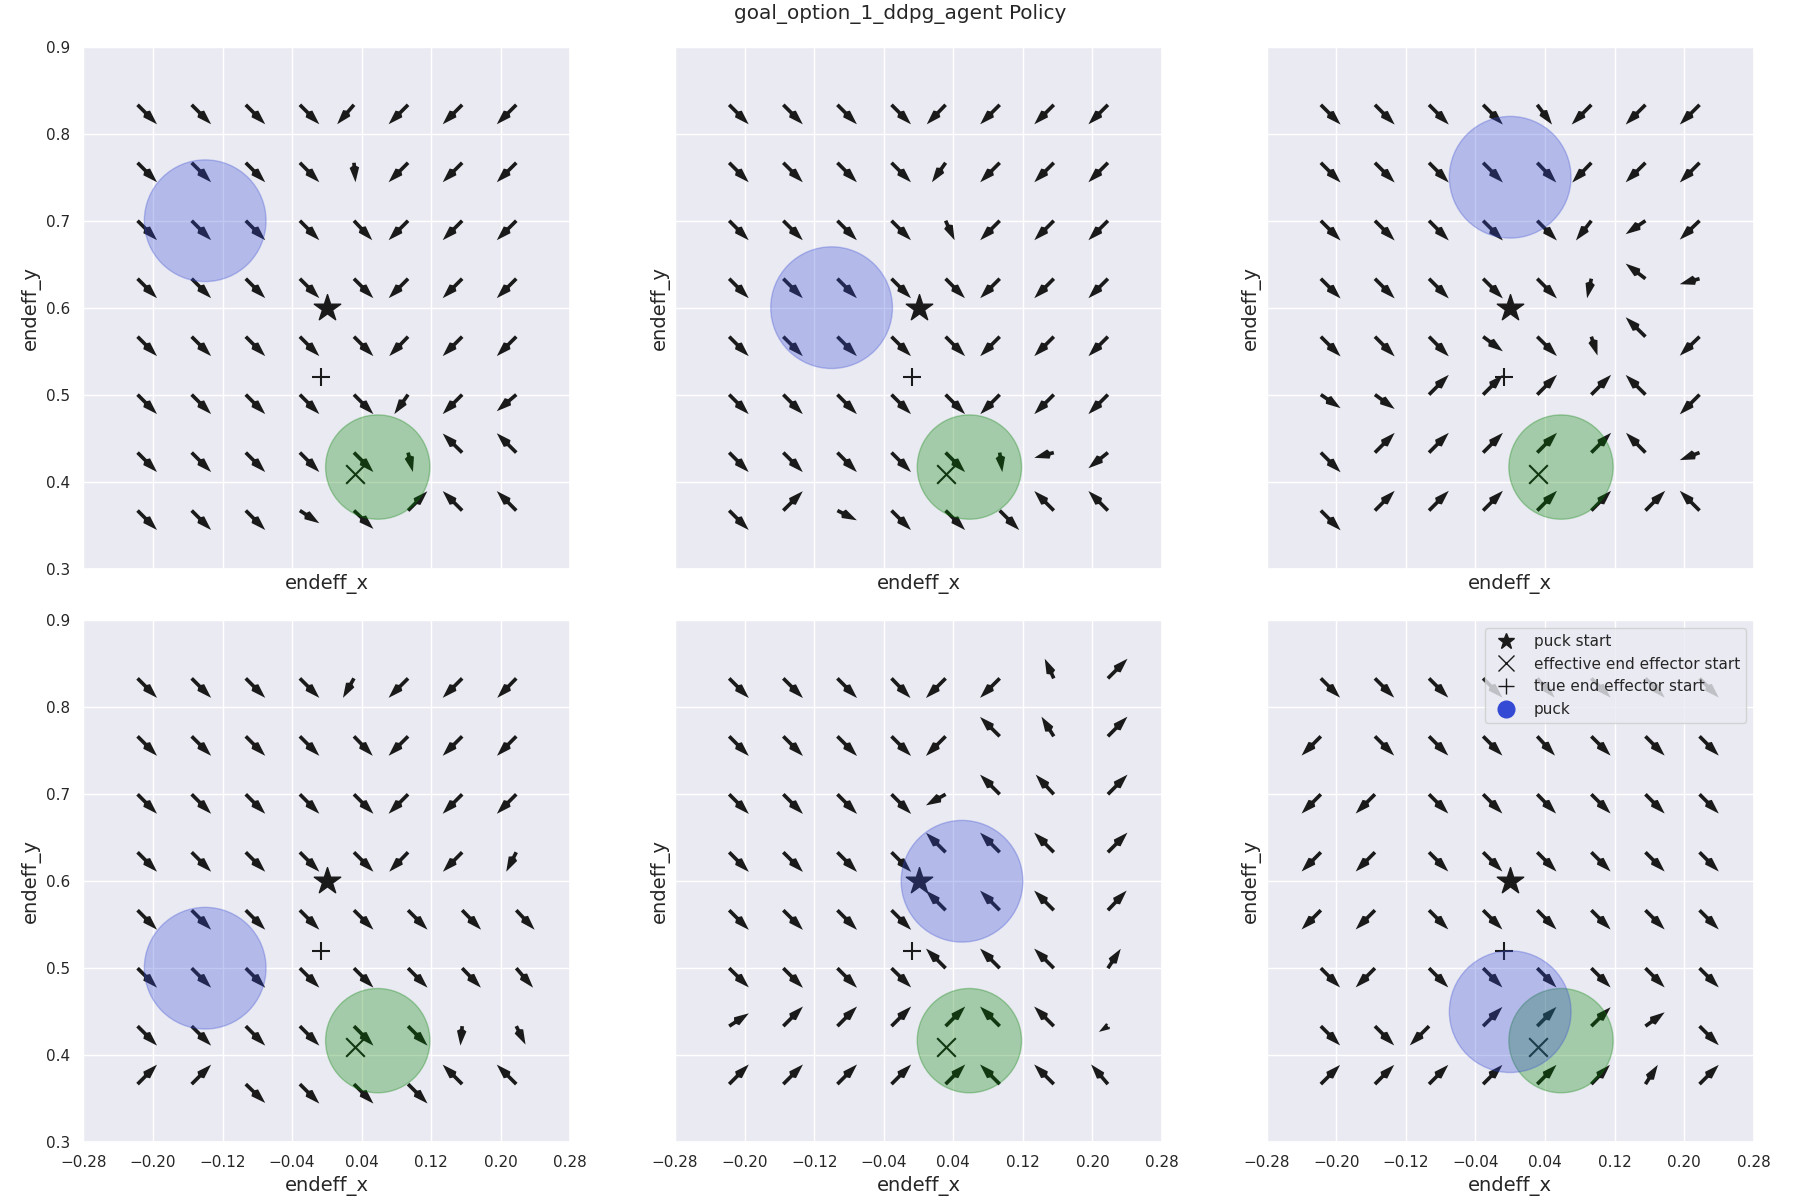 goal_option_1_ddpg_agent Policy
0.9
0.8
0.7
0.6
0.5
0.4
0.3
endeff_y
endeff_x
endeff_y
endeff_x
endeff_y
endeff_x
0.9
0.8
0.7
0.6
0.5
0.4
0.3
endeff_y
−0.28 −0.20 −0.12 −0.04 0.04 0.12 0.20 0.28
endeff_x
endeff_y
−0.28 −0.20 −0.12 −0.04 0.04 0.12 0.20 0.28
endeff_x
puck start
effective end effector start
true end effector start
puck
endeff_y
−0.28 −0.20 −0.12 −0.04 0.04 0.12 0.20 0.28
endeff_x